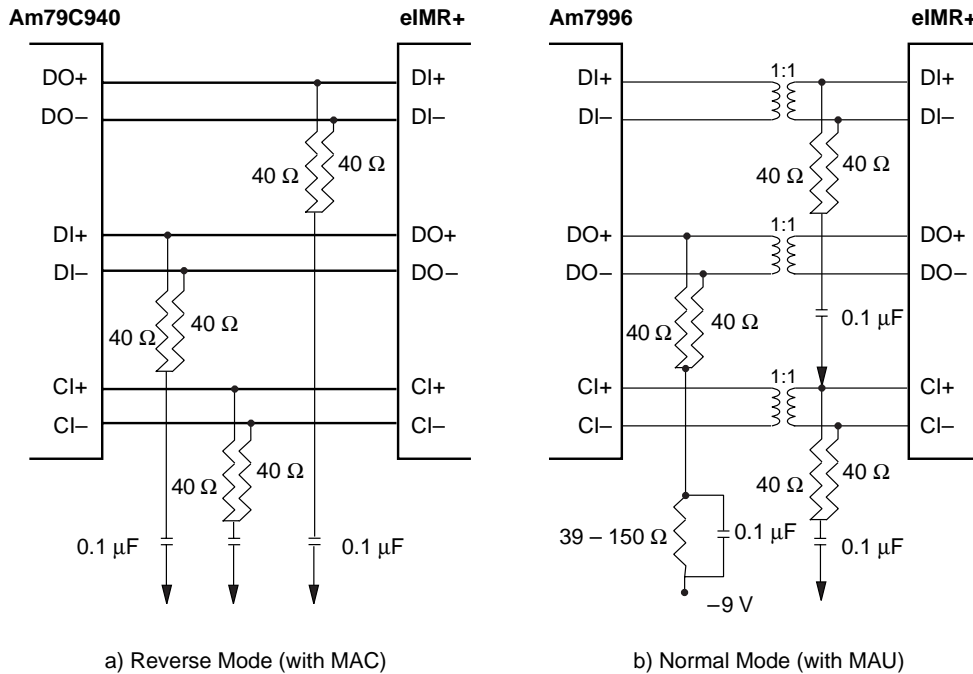 Am79C940
eIMR+
DO+
DI+
DO–
DI–
40 Ω
40 Ω
DI+
DO+
DI–
DO–
40 Ω
40 Ω
CI+
CI+
CI–
CI–
40 Ω
40 Ω
0.1 µF
0.1 µF
a) Reverse Mode (with MAC)
Am7996
eIMR+
1:1
DI+
DI+
DI–
DI–
40 Ω
40 Ω
1:1
DO+
DO+
DO–
DO–
40 Ω
40 Ω
0.1 µF
1:1
CI+
CI+
CI–
CI–
40 Ω
40 Ω
39 – 150 Ω
0.1 µF
0.1 µF
–9 V
b) Normal Mode (with MAU)